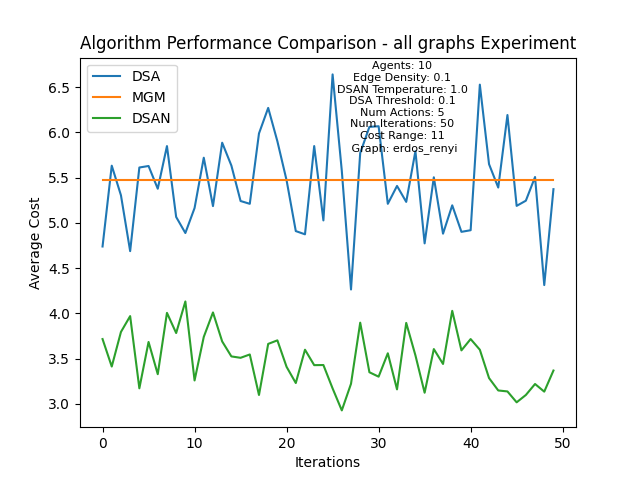 Algorithm Performance Comparison - all graphs Experiment
DSA
MGM
DSAN
Agents: 10
Edge Density: 0.1
DSAN Temperature: 1.0
DSA Threshold: 0.1
Num Actions: 5
Num Iterations: 50
Cost Range: 11
Graph: erdos_renyi
Average Cost
6.5
6.0
5.5
5.0
4.5
4.0
3.5
3.0
0 10 20 30 40 50
Iterations